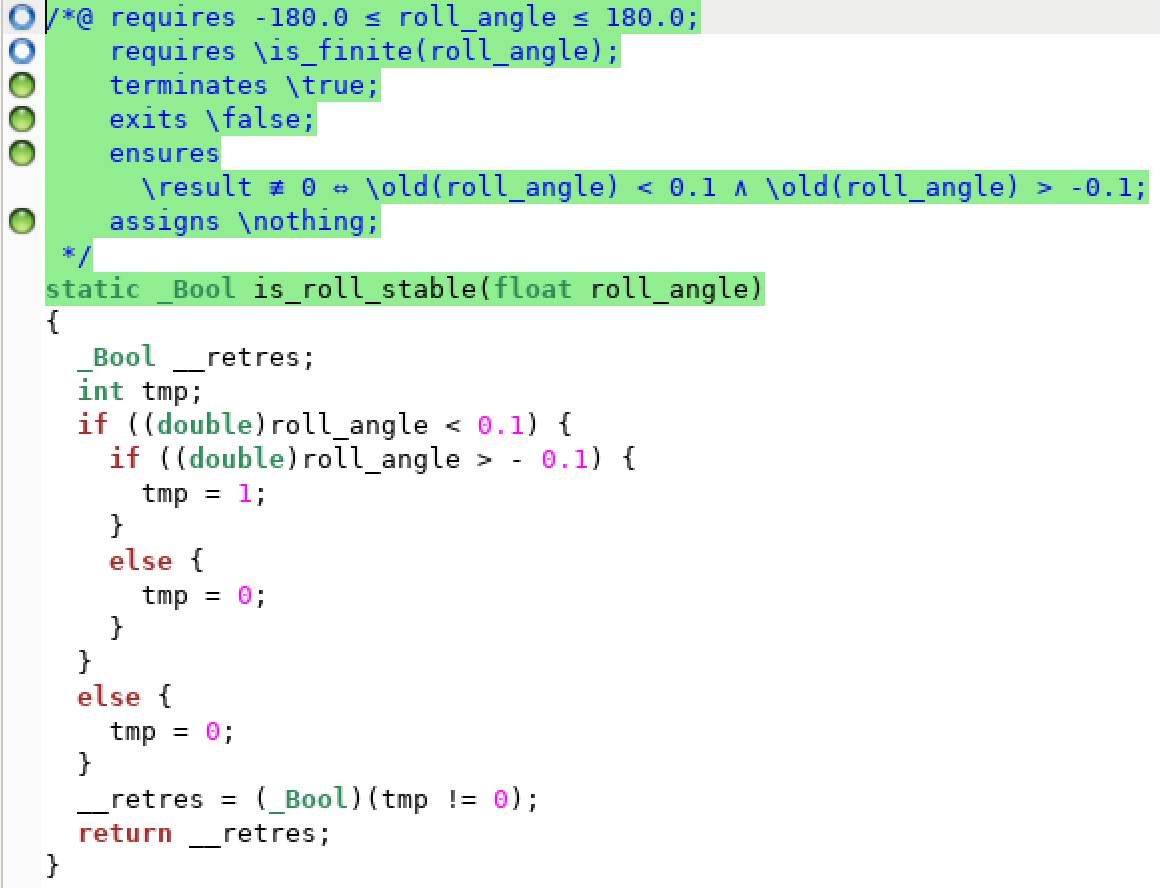 /*@ requires -180.0 ≤ roll_angle ≤ 180.0;
    requires \is_finite(roll_angle);
    terminates \true;
    exits \false;
    ensures
      \result ≢ 0 ⇔ \old(roll_angle) < 0.1 ∧ \old(roll_angle) > -0.1;
    assigns \nothing;
 */
static _Bool is_roll_stable(float roll_angle)
{
  _Bool __retres;
  int tmp;
  if ((double)roll_angle < 0.1) {
    if ((double)roll_angle > - 0.1) {
      tmp = 1;
    }
    else {
      tmp = 0;
    }
  }
  else {
    tmp = 0;
  }
  __retres = (_Bool)(tmp != 0);
  return __retres;
}